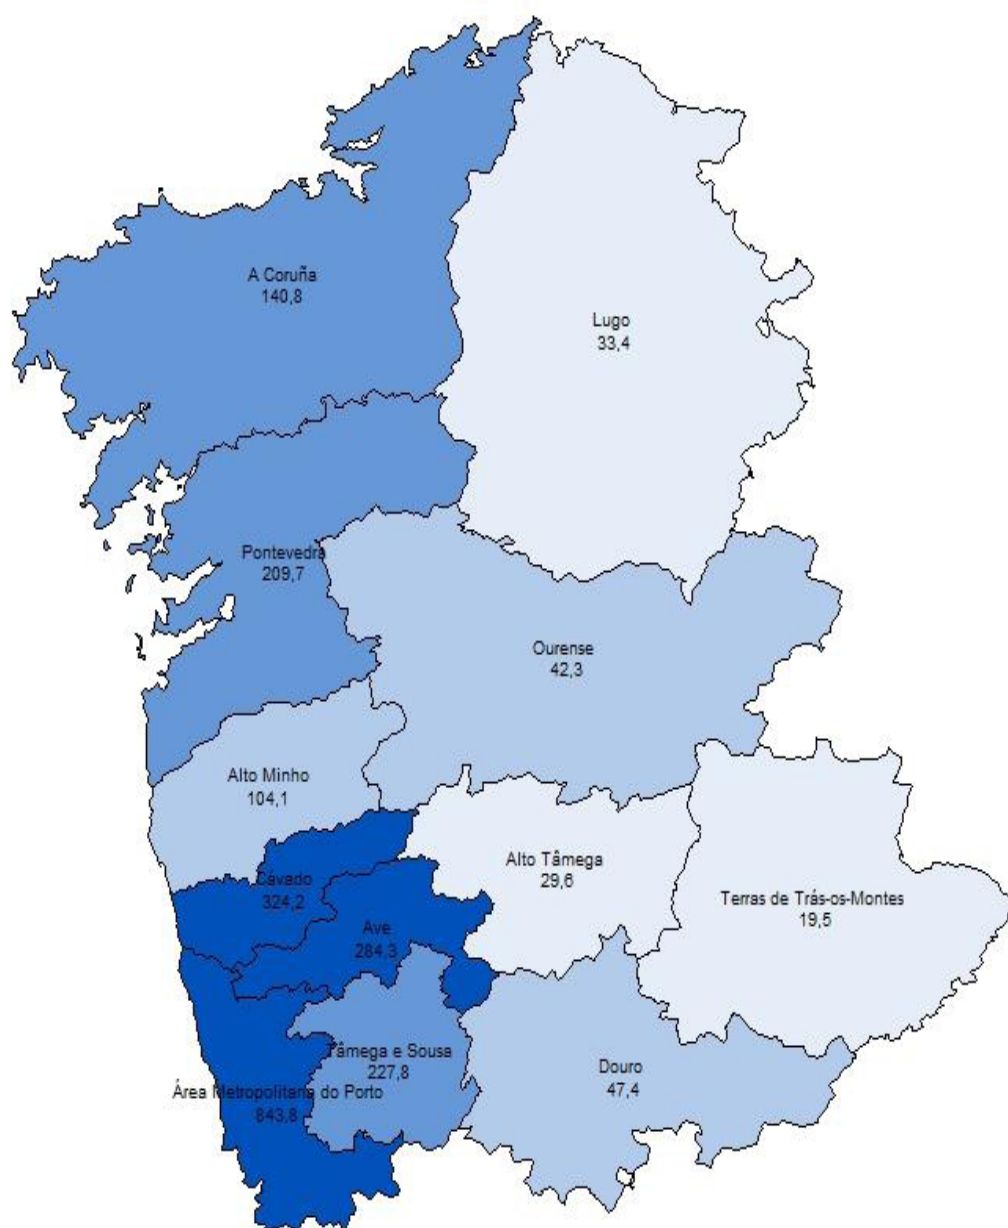 A Coruña
140,8
Lugo
33,4
Pontevedra
209,7
Ourense
42,3
Alto Minho
104,1
Alto Tâmega
29,6
Terras de Trás-os-Montes
19,5
Cávado
324,2
Ave
284,3
Tâmega e Sousa
227,8
Douro
47,4
Área Metropolitana do Porto
843,8